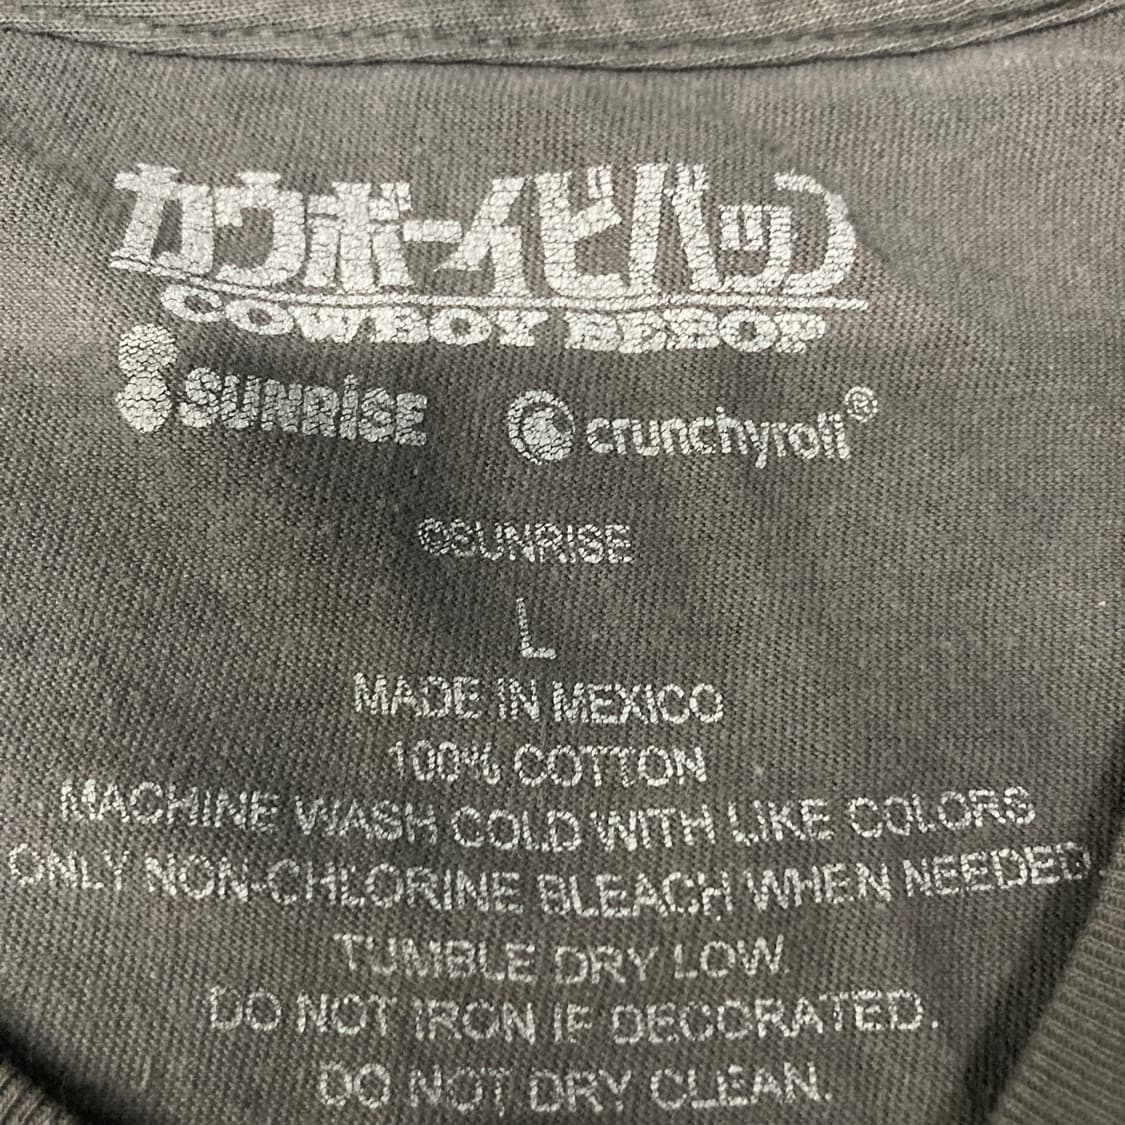 カウボーイビバップ
COWBOY BEBOP
SUNRISE crunchyroll®
©SUNRISE
L
MADE IN MEXICO
100% COTTON
MACHINE WASH COLD WITH LIKE COLORS
ONLY NON-CHLORINE BLEACH WHEN NEEDED.
TUMBLE DRY LOW.
DO NOT IRON IF DECORATED.
DO NOT DRY CLEAN.